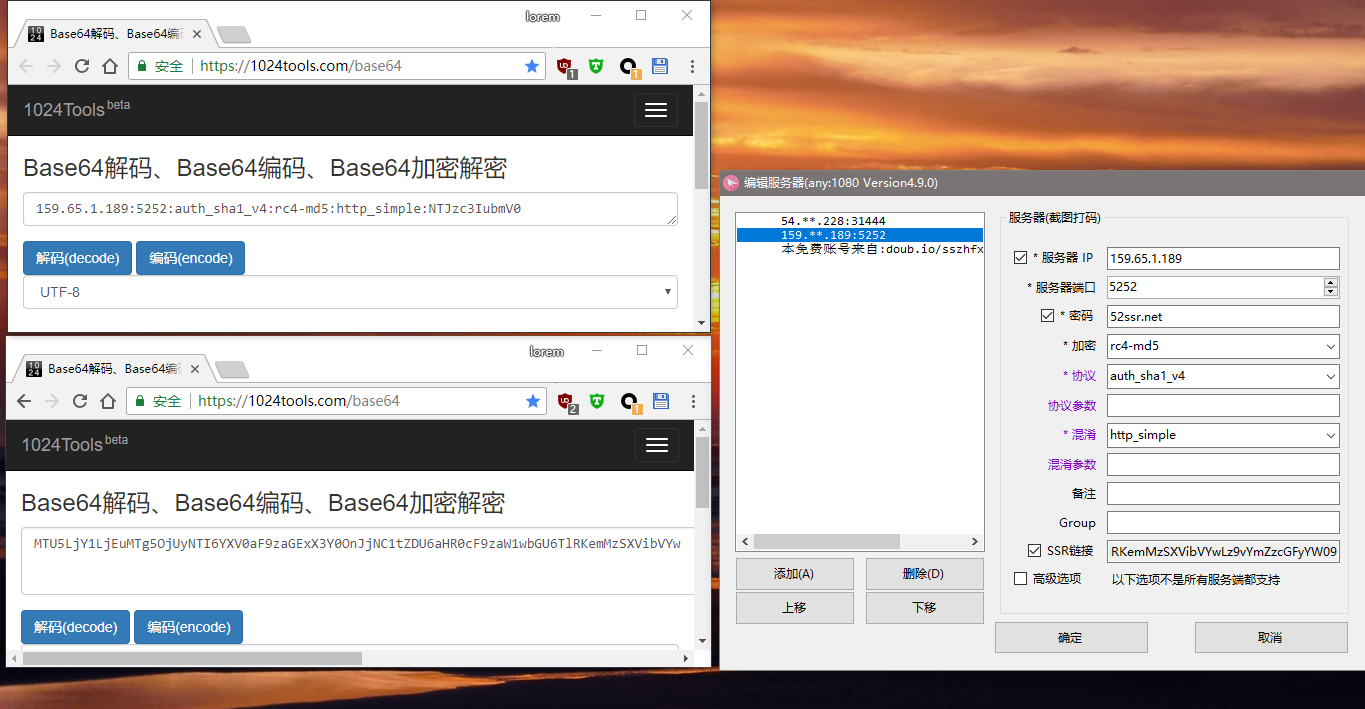 lorem
Base64解码、Base64编
安全 https://1024tools.com/base64
1
1
1024Tools beta
Base64解码、Base64编码、Base64加密解密
159.65.1.189:5252:auth_sha1_v4:rc4-md5:http_simple:NTJzc3IubmV0
解码(decode) 编码(encode)
UTF-8
lorem
Base64解码、Base64编
安全 https://1024tools.com/base64
2
1
1024Tools beta
Base64解码、Base64编码、Base64加密解密
MTU5LjY1LjEuMTg5OjUyNTI6YXV0aF9zaGExX3Y0OnJjNC1tZDU6aHR0cF9zaW1wbGU6TlRKemMzSXVibVYw
解码(decode) 编码(encode)
编辑服务器(any:1080 Version4.9.0)
54.**.228:31444
159.**.189:5252
本免费账号来自:doub.io/sszhfx
添加(A) 删除(D)
上移 下移
服务器(截图打码)
* 服务器 IP 159.65.1.189
* 服务器端口 5252
* 密码 52ssr.net
* 加密 rc4-md5
* 协议 auth_sha1_v4
协议参数
* 混淆 http_simple
混淆参数
备注
Group
SSR链接 RKemMzSXVibVYwLz9vYmZzcGFyYW09
高级选项 以下选项不是所有服务端都支持
确定 取消